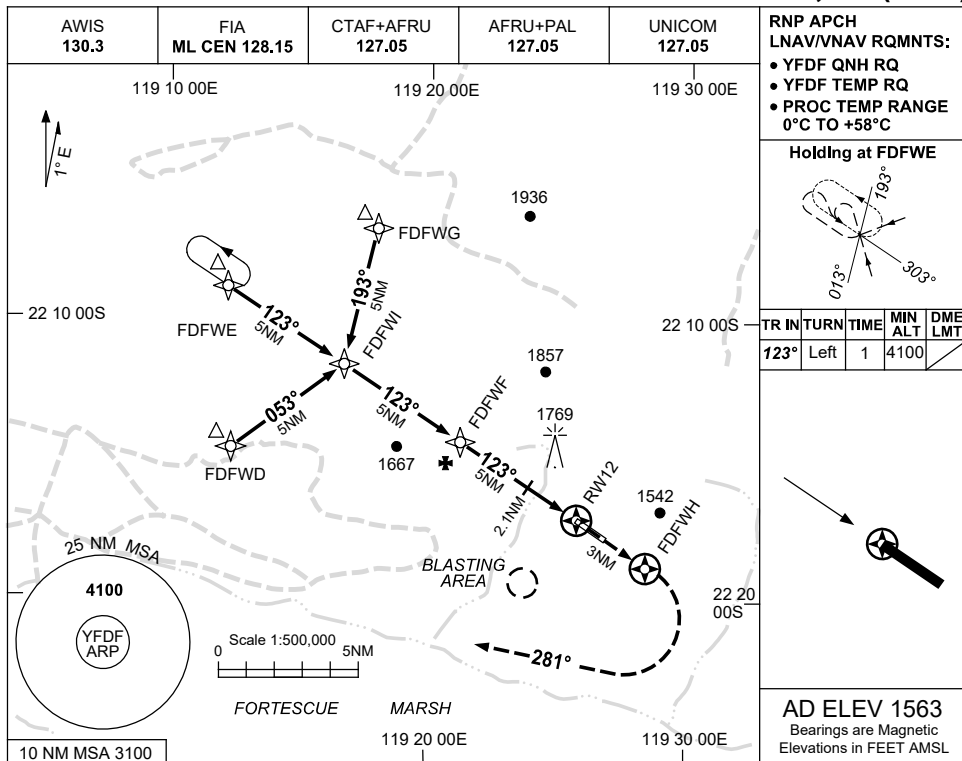 AWIS
130.3
FIA
ML CEN 128.15
CTAF+AFRU
127.05
AFRU+PAL
127.05
UNICOM
127.05
RNP APCH
LNAV/VNAV RQMNTS:
• YFDF QNH RQ
• YFDF TEMP RQ
• PROC TEMP RANGE
0°C TO +58°C
119 10 00E
119 20 00E
119 30 00E
1° E
Holding at FDFWE
193°
013°
303°
TR IN TURN TIME MIN ALT DME LMT
123° Left 1 4100
1936
FDFWG
193°
5NM
FDFWE
123°
5NM
FDFWI
22 10 00S
22 10 00S
053°
5NM
FDFWD
123°
5NM
FDFWF
1857
1769
1667
123°
5NM
2.1NM
RW12
1542
3NM
FDFWH
BLASTING
AREA
22 20
00S
281°
25 NM MSA
4100
YFDF
ARP
Scale 1:500,000
0 5NM
FORTESCUE MARSH
10 NM MSA 3100
119 20 00E
119 30 00E
AD ELEV 1563
Bearings are Magnetic
Elevations in FEET AMSL